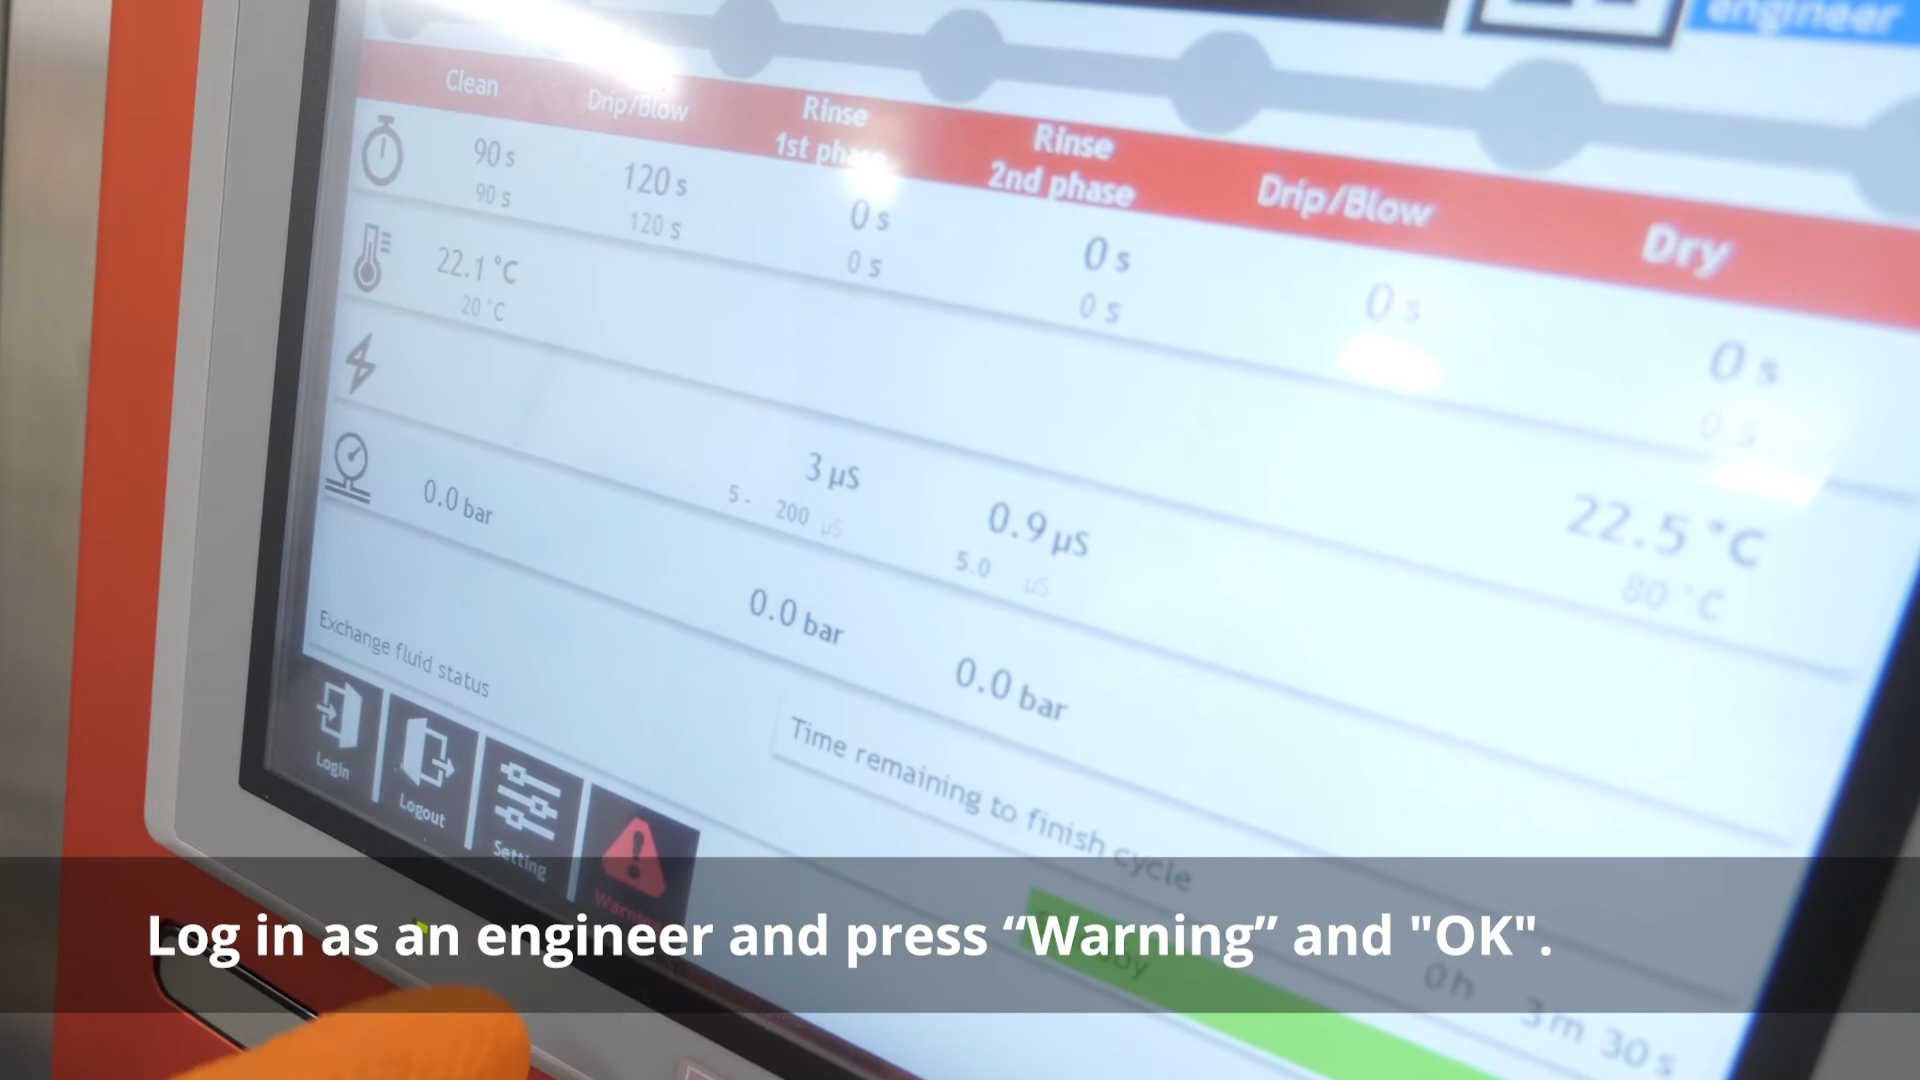 engineer
Clean
Drip/Blow
Rinse
1st phase
Rinse
2nd phase
Drip/Blow
Dry
90 s
90 s
120 s
120 s
0 s
0 s
0 s
0 s
0 s
0 s
0 s
22.1 °C
20 °C
22.5 °C
80 °C
3 µS
5 - 200 µS
0.9 µS
5.0 µS
0.0 bar
0.0 bar
0.0 bar
Exchange fluid status
Time remaining to finish cycle
Login
Logout
Setting
Warning
0 h 3 m 30 s
Log in as an engineer and press “Warning” and "OK".